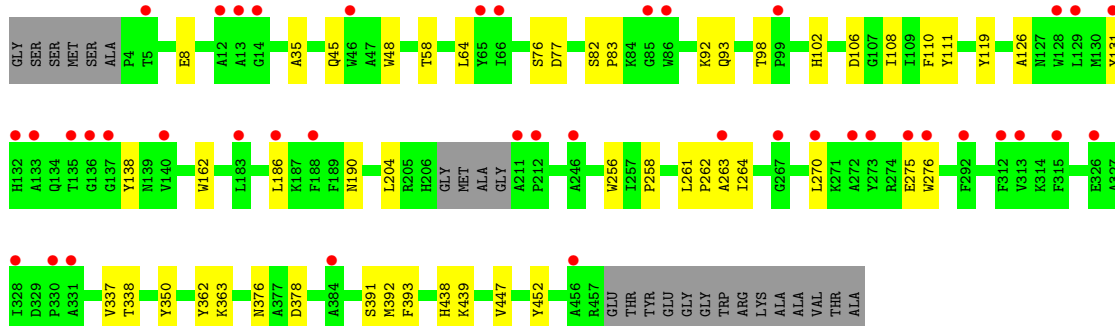 GLY SER SER MET SER ALA P4 T5 E8 A12 A13 G14 A35 Q45 W46 A47 W48 T58 L64 Y65 I66 S76 D77 S82 P83 K84 G85 W86 K92 Q93 T98 P99 H102 D106 G107 I108 I109 F110 Y111 Y119 A126 N127 W128 L129 M130 Y131
H132 A133 Q134 T135 G136 G137 Y138 N139 V140 W162 L183 L186 K187 F188 F189 N190 L204 R205 H206 GLY MET ALA GLY A211 P212 A246 W256 I257 P258 L261 P262 A263 I264 G267 L270 K271 A272 Y273 R274 E275 W276 F292 F312 V313 K314 F315 E326 A327
I328 D329 P330 A331 V337 T338 Y350 Y362 K363 N376 A377 D378 A384 S391 M392 F393 H438 K439 V447 Y452 A456 R457 GLU THR TYR GLU GLY GLY TRP ARG LYS ALA ALA VAL THR ALA